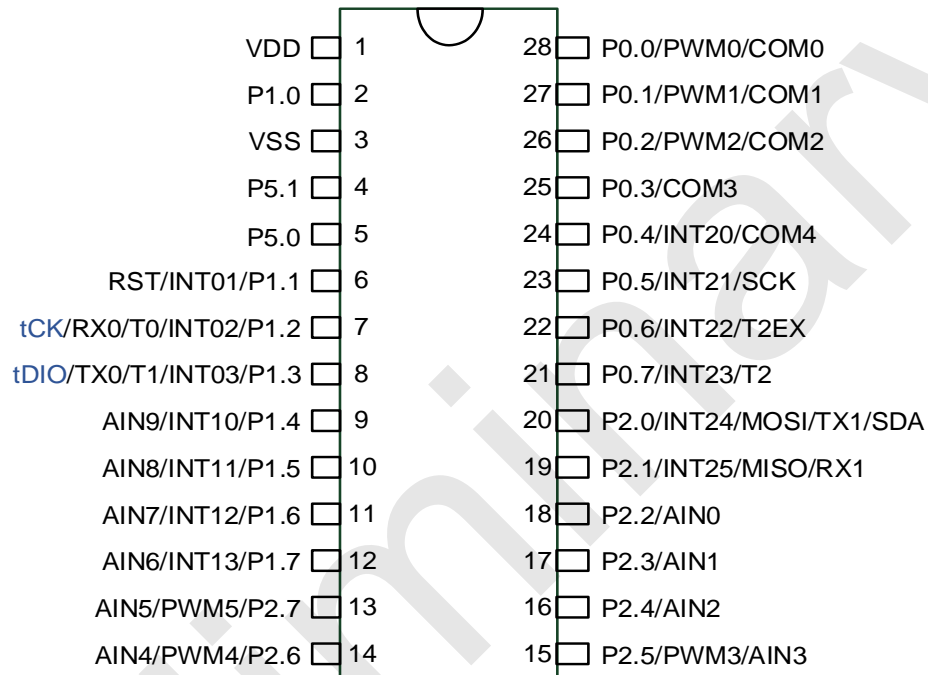 VDD 1 28 P0.0/PWM0/COM0
P1.0 2 27 P0.1/PWM1/COM1
VSS 3 26 P0.2/PWM2/COM2
P5.1 4 25 P0.3/COM3
P5.0 5 24 P0.4/INT20/COM4
RST/INT01/P1.1 6 23 P0.5/INT21/SCK
tCK/RX0/T0/INT02/P1.2 7 22 P0.6/INT22/T2EX
tDIO/TX0/T1/INT03/P1.3 8 21 P0.7/INT23/T2
AIN9/INT10/P1.4 9 20 P2.0/INT24/MOSI/TX1/SDA
AIN8/INT11/P1.5 10 19 P2.1/INT25/MISO/RX1
AIN7/INT12/P1.6 11 18 P2.2/AIN0
AIN6/INT13/P1.7 12 17 P2.3/AIN1
AIN5/PWM5/P2.7 13 16 P2.4/AIN2
AIN4/PWM4/P2.6 14 15 P2.5/PWM3/AIN3